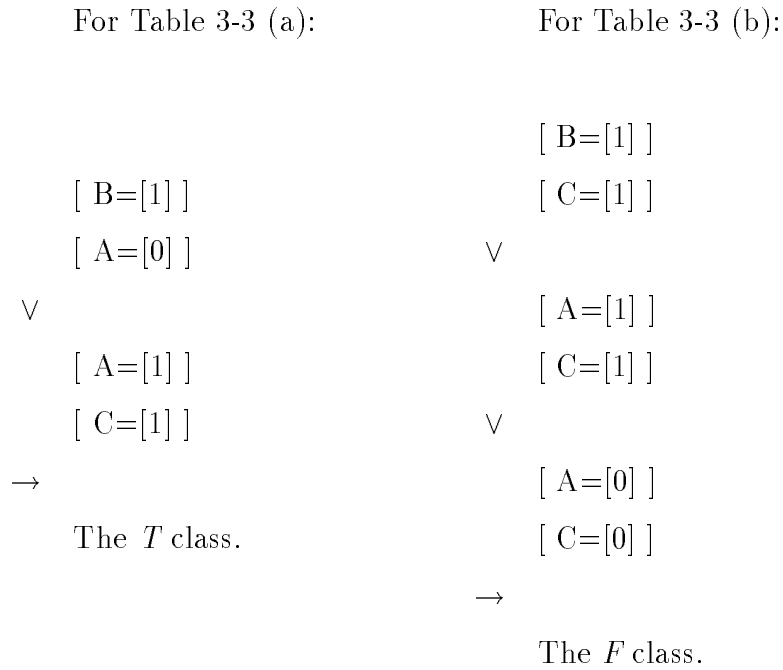 For Table 3-3 (a):
[ B=[1] ]
[ A=[0] ]
∨
[ A=[1] ]
[ C=[1] ]
→
The T class.
For Table 3-3 (b):
[ B=[1] ]
[ C=[1] ]
∨
[ A=[1] ]
[ C=[1] ]
∨
[ A=[0] ]
[ C=[0] ]
→
The F class.